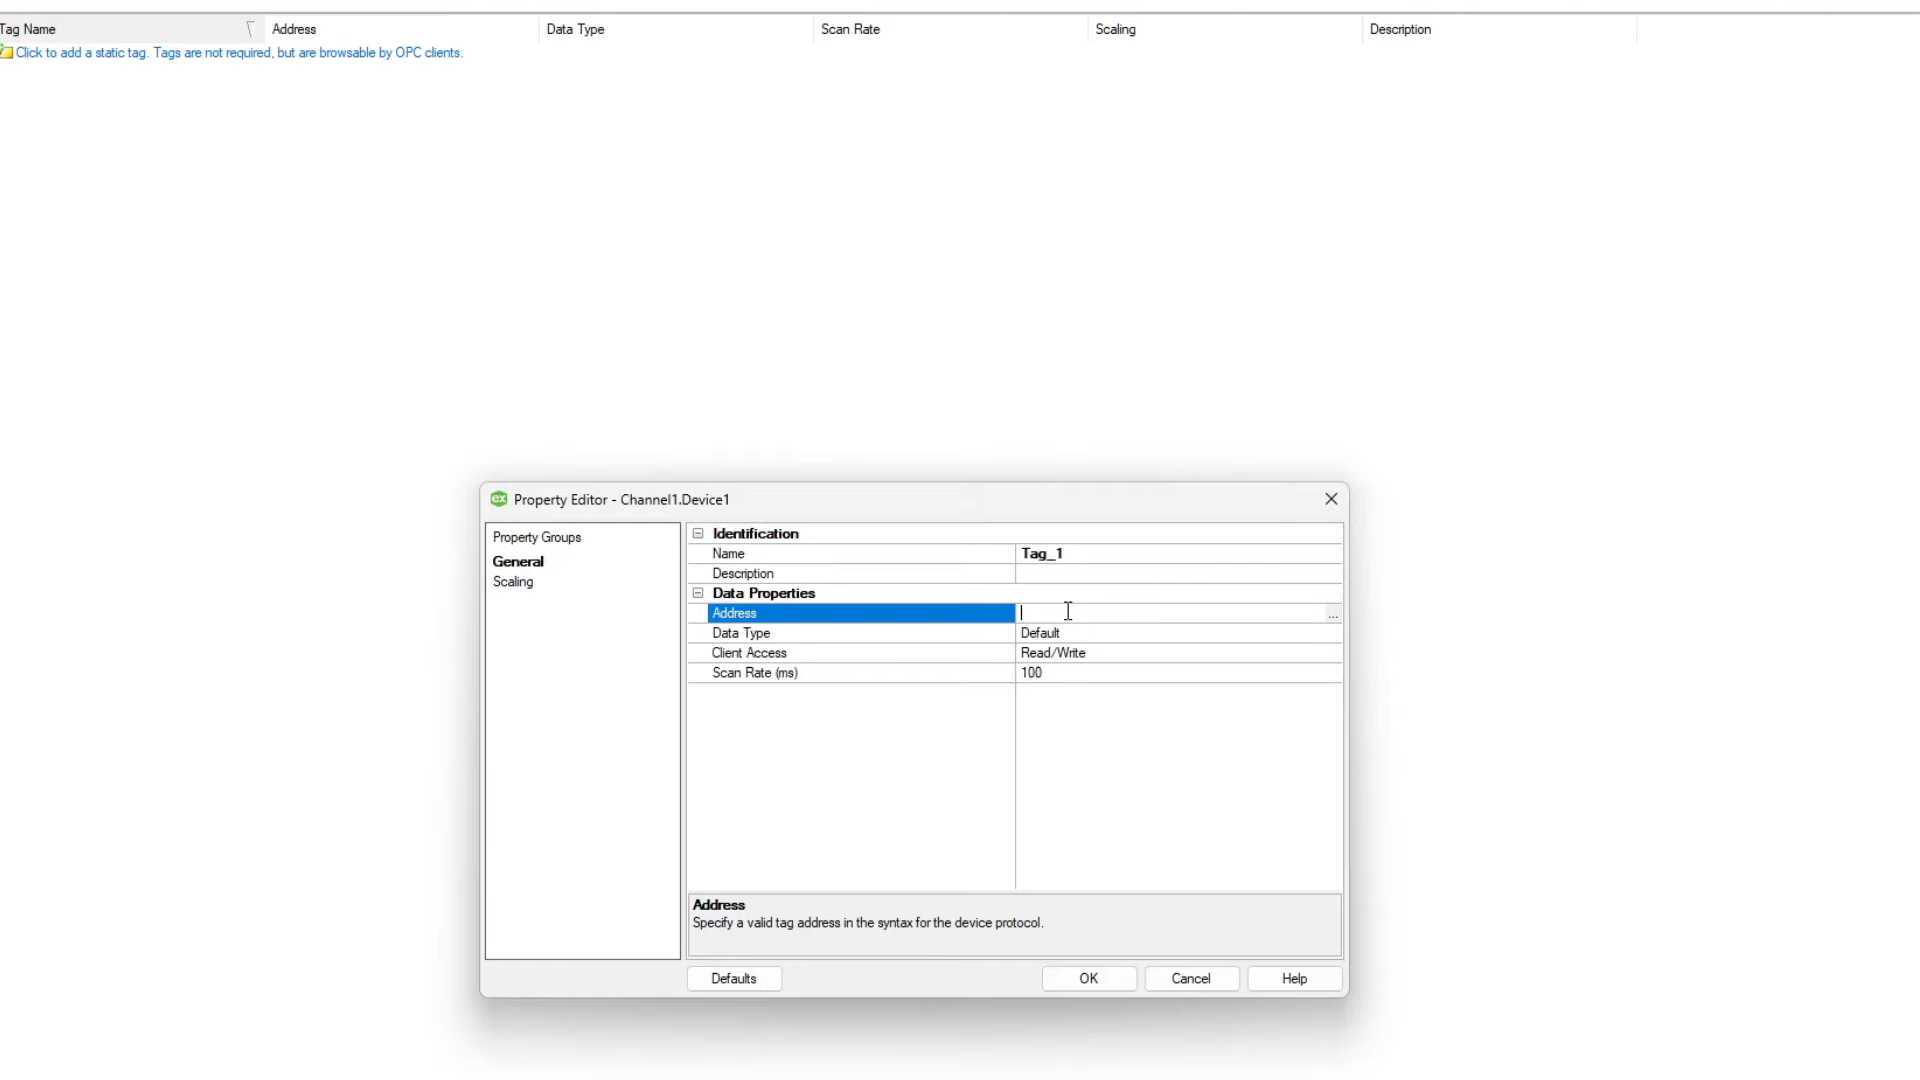 Tag Name Address Data Type Scan Rate Scaling Description
Click to add a static tag. Tags are not required, but are browsable by OPC clients.
ex Property Editor - Channel1.Device1
Property Groups
General
Scaling
Identification
Name Tag_1
Description
Data Properties
Address ...
Data Type Default
Client Access Read/Write
Scan Rate (ms) 100
Address
Specify a valid tag address in the syntax for the device protocol.
Defaults OK Cancel Help